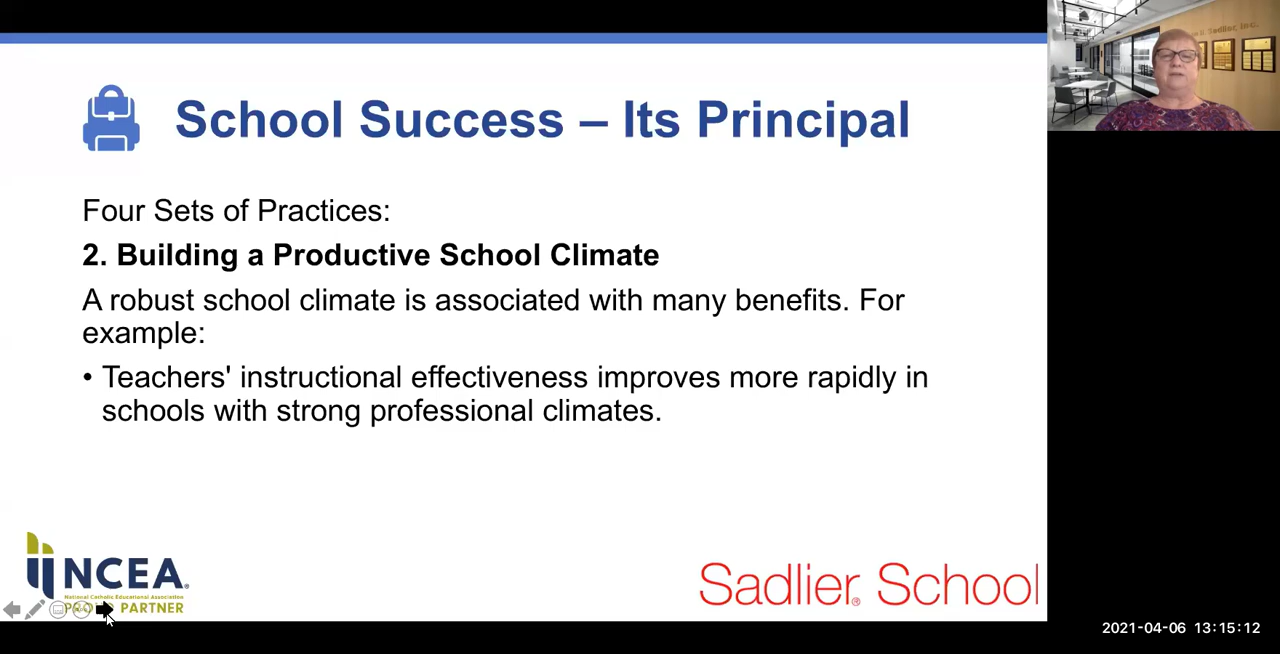 School Success – Its Principal
Four Sets of Practices:
2. Building a Productive School Climate
A robust school climate is associated with many benefits. For
example:
• Teachers' instructional effectiveness improves more rapidly in
schools with strong professional climates.
NCEA®
National Catholic Educational Association
PARTNER
Sadlier® School
Sadlier, Inc.
2021-04-06 13:15:12